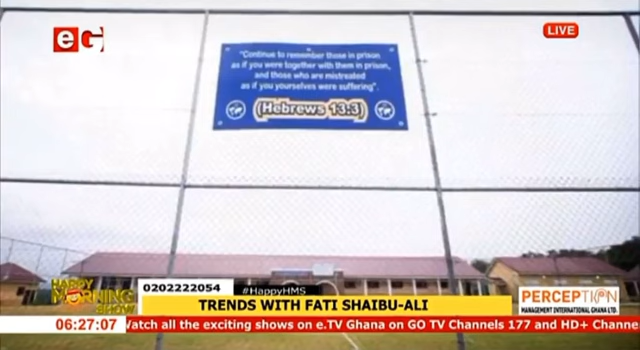 eG
LIVE
"Continue to remember those in prison
as if you were together with them in prison,
and those who are mistreated
as if you yourselves were suffering".
(Hebrews 13:3)
0202222054
#HappyHMS
HAPPY
MORNING
SHOW
TRENDS WITH FATI SHAIBU-ALI
PERCEPTION
MANAGEMENT INTERNATIONAL GHANA LTD.
06:27:07
Watch all the exciting shows on e.TV Ghana on GO TV Channels 177 and HD+ Channe